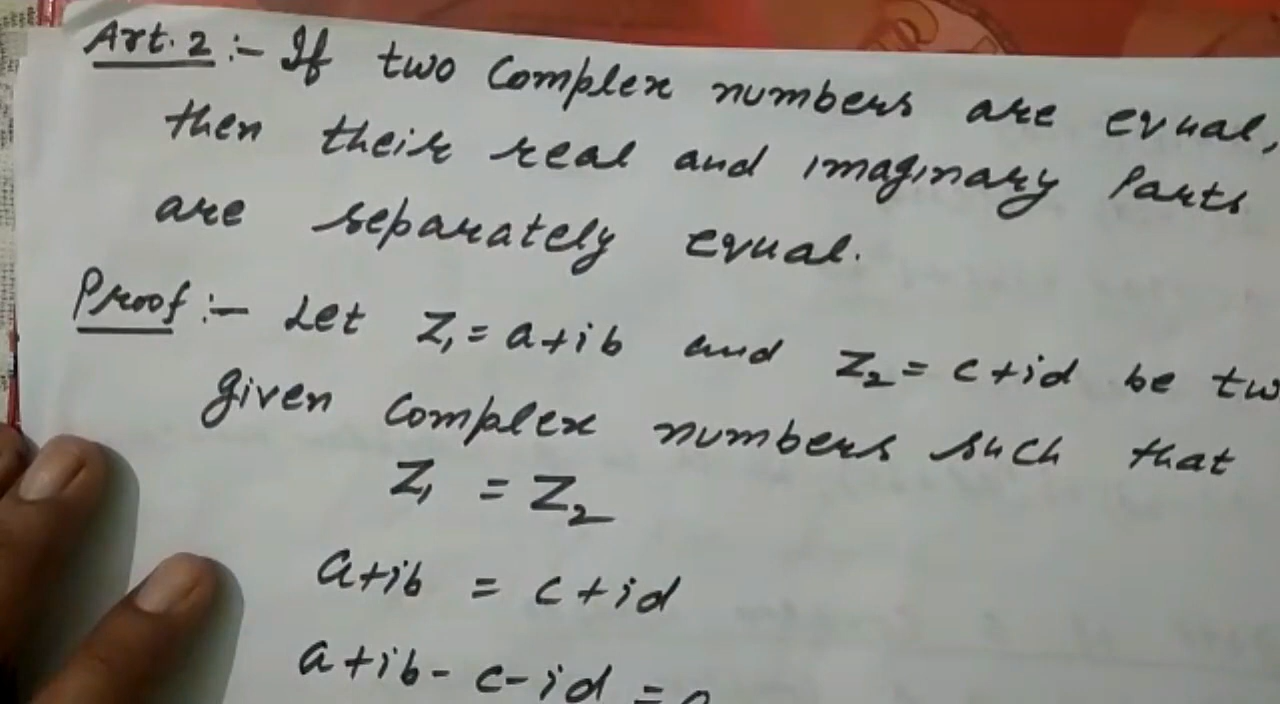 Art. 2 :- If two complex numbers are equal,
then their real and imaginary Parts
are separately equal.
Proof :- Let Z₁ = a+ib and Z₂ = c+id be
given complex numbers such that
Z₁ = Z₂
a+ib = c+id
a+ib-c-id = 0